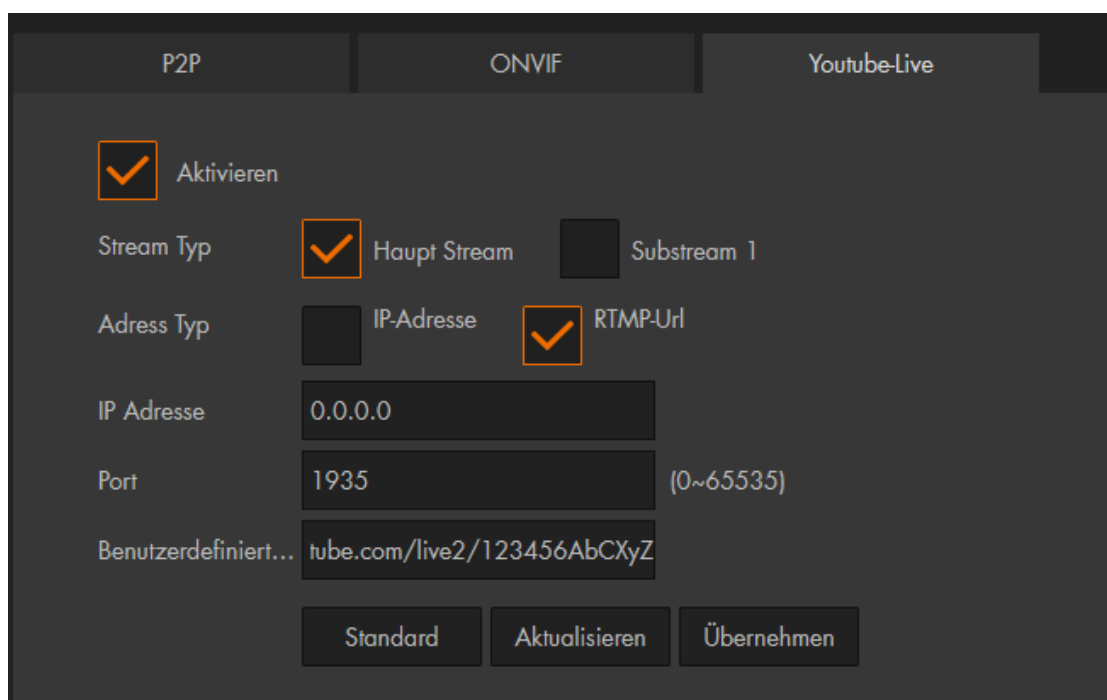 P2P ONVIF Youtube-Live
Aktivieren
Stream Typ Haupt Stream Substream 1
Adress Typ IP-Adresse RTMP-Url
IP Adresse 0.0.0.0
Port 1935 (0~65535)
Benutzerdefiniert... tube.com/live2/123456AbCXyZ
Standard Aktualisieren Übernehmen